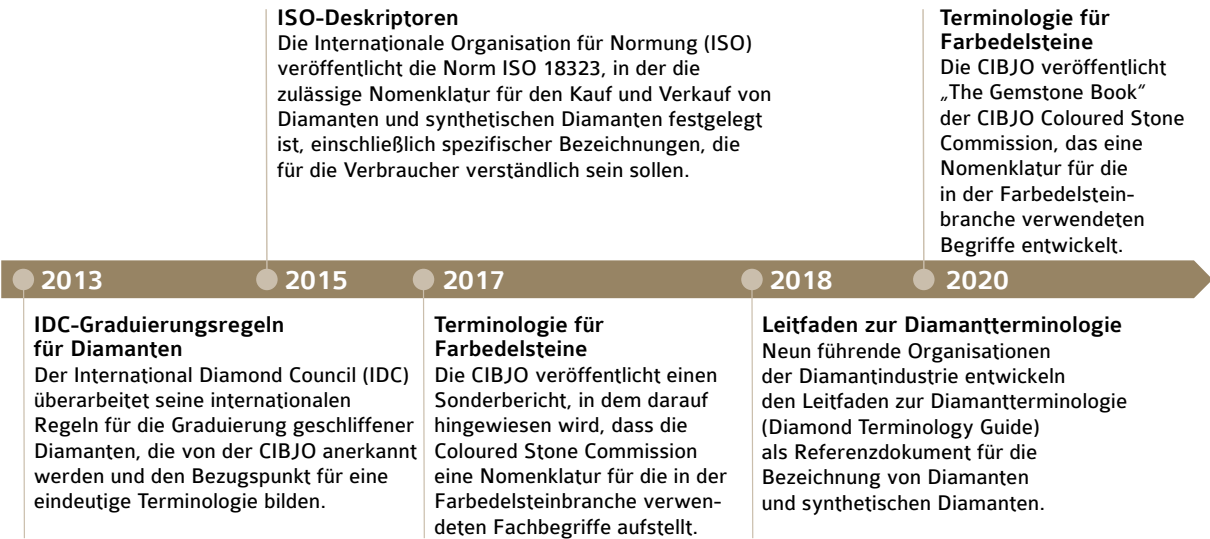 ISO-Deskriptoren
Die Internationale Organisation für Normung (ISO)
veröffentlicht die Norm ISO 18323, in der die
zulässige Nomenklatur für den Kauf und Verkauf von
Diamanten und synthetischen Diamanten festgelegt
ist, einschließlich spezifischer Bezeichnungen, die
für die Verbraucher verständlich sein sollen.
Terminologie für
Farbedelsteine
Die CIBJO veröffentlicht
„The Gemstone Book“
der CIBJO Coloured Stone
Commission, das eine
Nomenklatur für die
in der Farbedelstein-
branche verwendeten
Begriffe entwickelt.
2013 2015 2017 2018 2020
IDC-Graduierungsregeln
für Diamanten
Der International Diamond Council (IDC)
überarbeitet seine internationalen
Regeln für die Graduierung geschliffener
Diamanten, die von der CIBJO anerkannt
werden und den Bezugspunkt für eine
eindeutige Terminologie bilden.
Terminologie für
Farbedelsteine
Die CIBJO veröffentlicht einen
Sonderbericht, in dem darauf
hingewiesen wird, dass die
Coloured Stone Commission
eine Nomenklatur für die in der
Farbedelsteinbranche verwen-
deten Fachbegriffe aufstellt.
Leitfaden zur Diamantterminologie
Neun führende Organisationen
der Diamantindustrie entwickeln
den Leitfaden zur Diamantterminologie
(Diamond Terminology Guide)
als Referenzdokument für die
Bezeichnung von Diamanten
und synthetischen Diamanten.